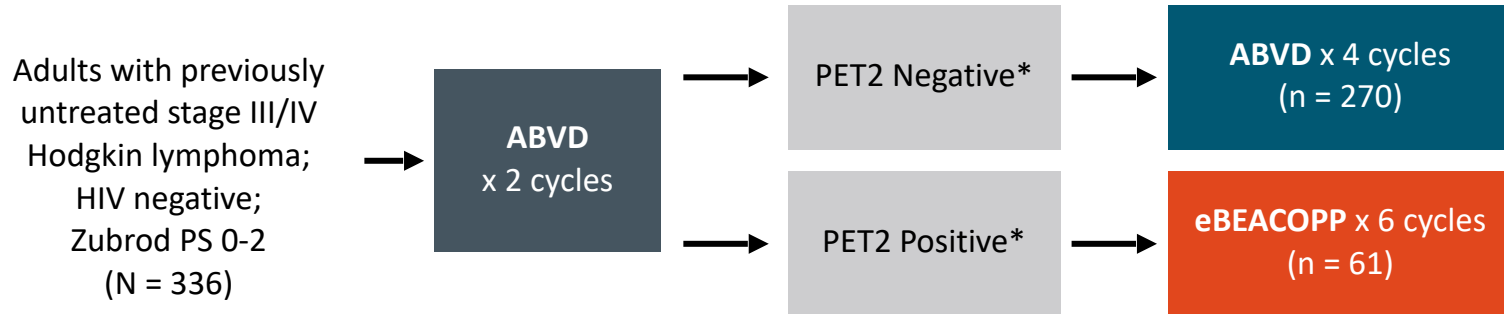 Adults with previously
untreated stage III/IV
Hodgkin lymphoma;
HIV negative;
Zubrod PS 0-2
(N = 336)
ABVD
x 2 cycles
PET2 Negative*
ABVD x 4 cycles
(n = 270)
PET2 Positive*
eBEACOPP x 6 cycles
(n = 61)